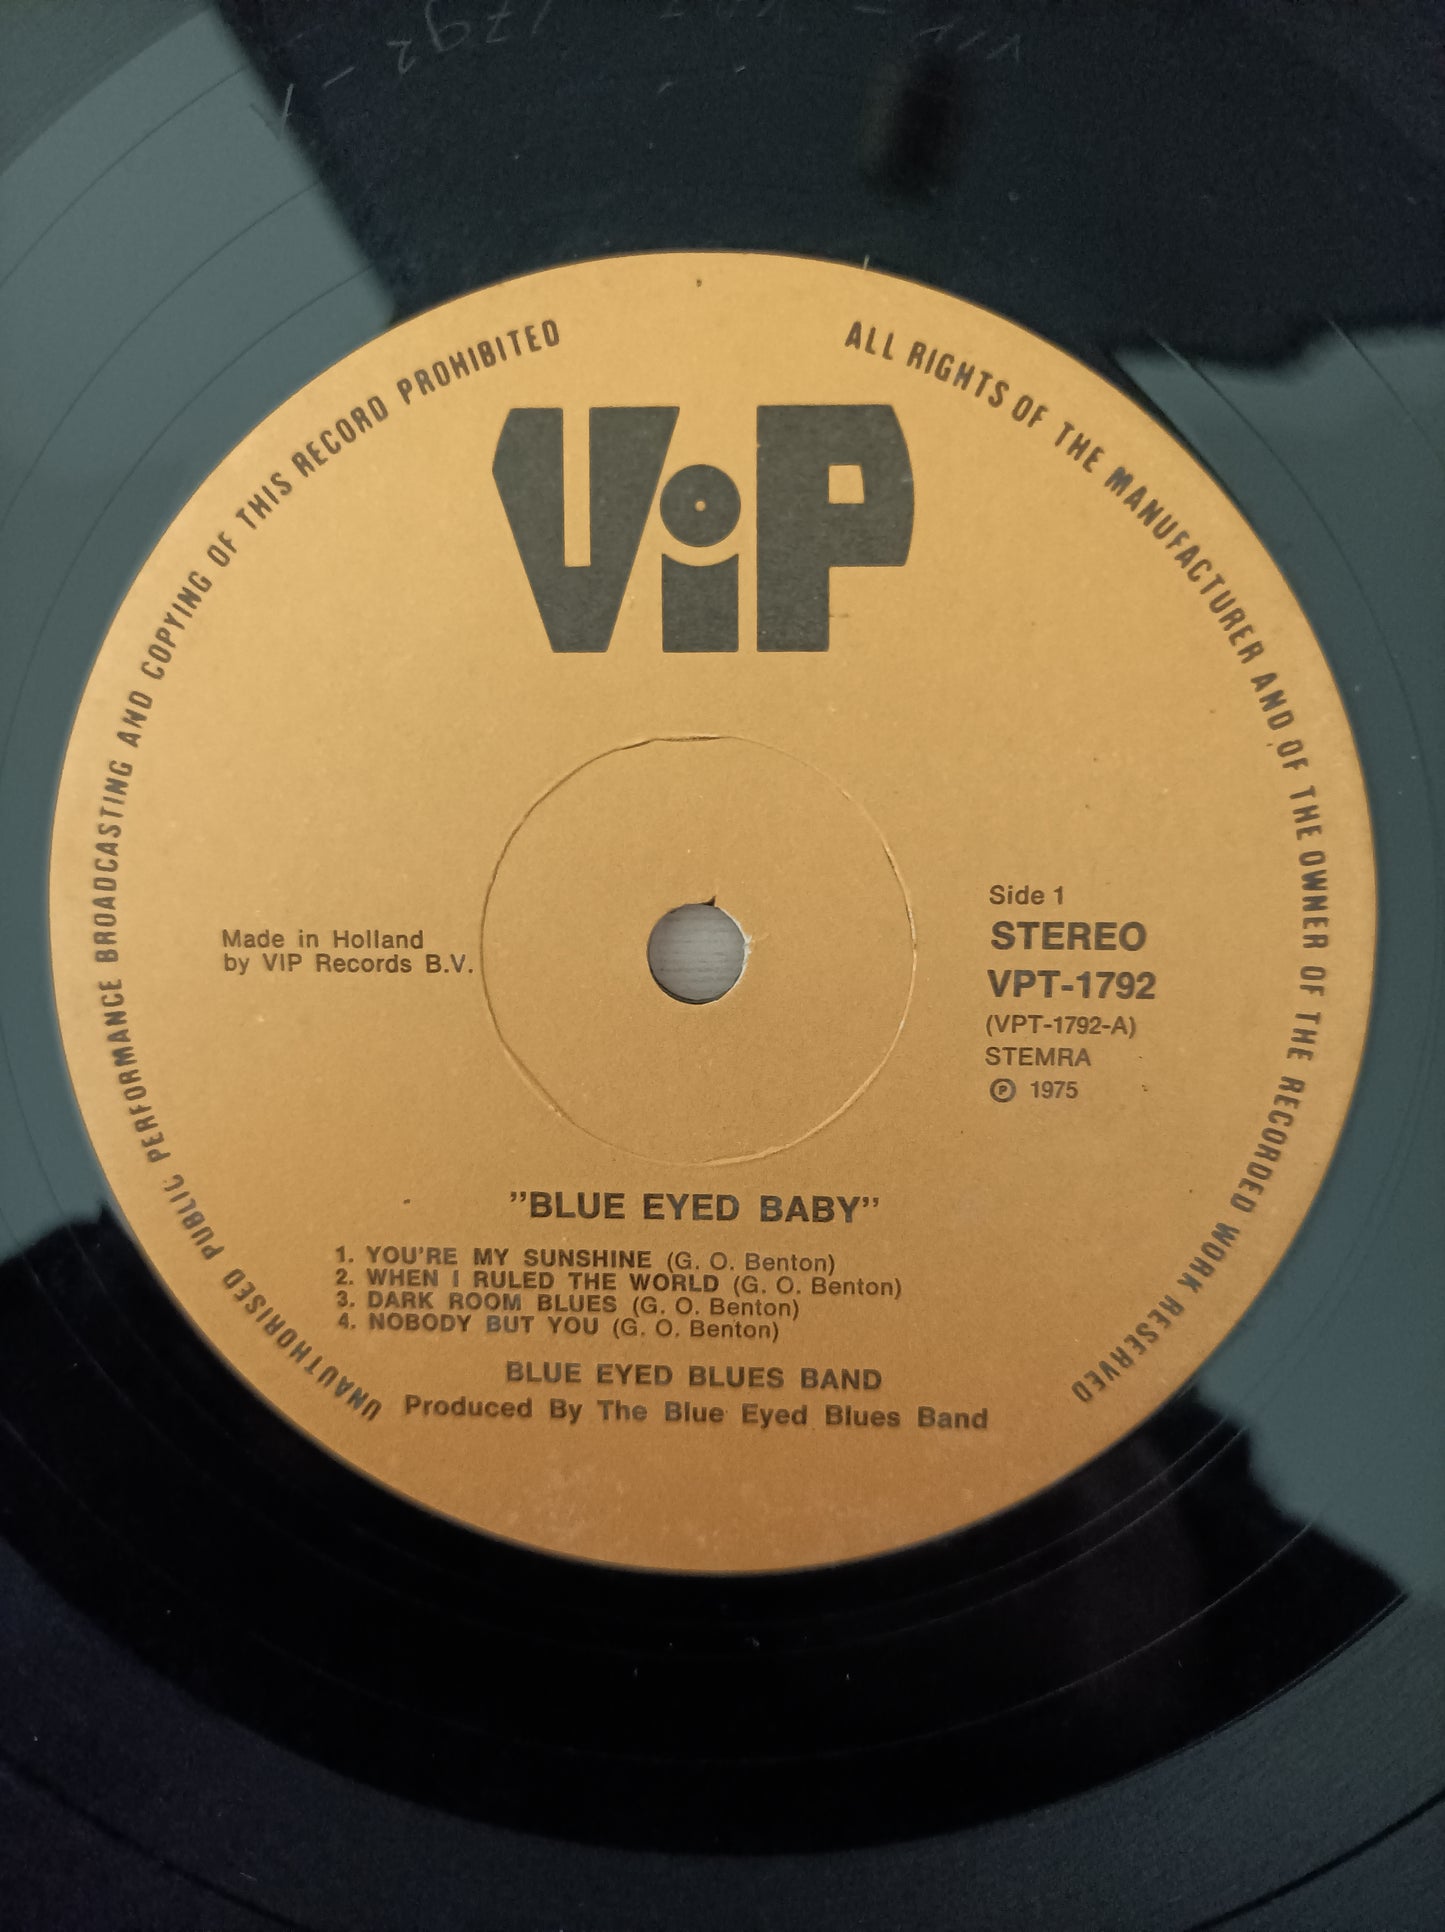 UNAUTHORISED PUBLIC PERFORMANCE BROADCASTING AND COPYING OF THIS RECORD PROHIBITED
ALL RIGHTS OF THE MANUFACTURER AND OF THE OWNER OF THE RECORDED WORK RESERVED
ViP
Made in Holland
by VIP Records B.V.
Side 1
STEREO
VPT-1792
(VPT-1792-A)
STEMRA
Ⓟ 1975
”BLUE EYED BABY”
1. YOU'RE MY SUNSHINE (G. O. Benton)
2. WHEN I RULED THE WORLD (G. O. Benton)
3. DARK ROOM BLUES (G. O. Benton)
4. NOBODY BUT YOU (G. O. Benton)
BLUE EYED BLUES BAND
Produced By The Blue Eyed Blues Band
1792